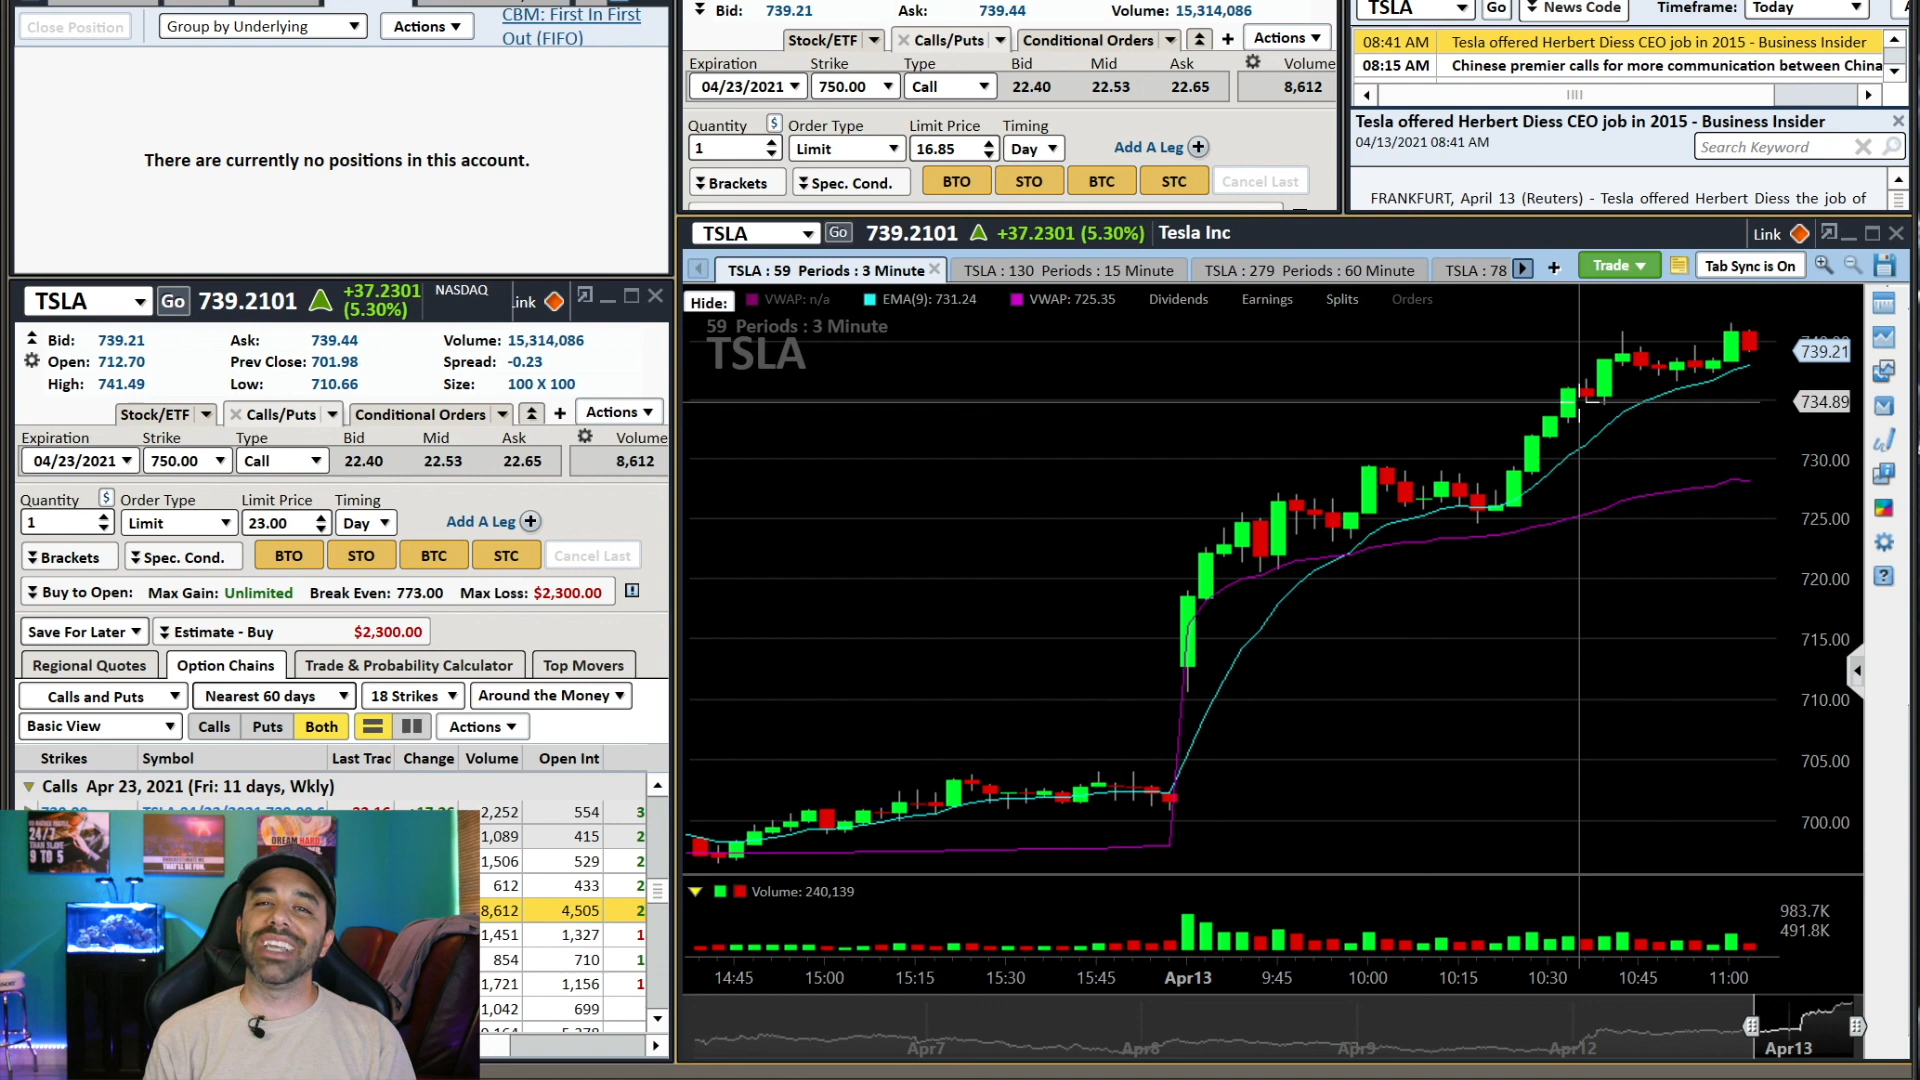 Close Position
Group by Underlying
Actions
CBM: First In First
Out (FIFO)
There are currently no positions in this account.
Bid: 739.21 Ask: 739.44 Volume: 15,314,086
Stock/ETF Calls/Puts Conditional Orders Actions
Expiration Strike Type Bid Mid Ask Volume
04/23/2021 750.00 Call 22.40 22.53 22.65 8,612
Quantity $ Order Type Limit Price Timing
1 Limit 16.85 Day Add A Leg
Brackets Spec. Cond. BTO STO BTC STC Cancel Last
TSLA Go News Code Timeframe: Today
08:41 AM Tesla offered Herbert Diess CEO job in 2015 - Business Insider
08:15 AM Chinese premier calls for more communication between China
Tesla offered Herbert Diess CEO job in 2015 - Business Insider
04/13/2021 08:41 AM
Search Keyword
FRANKFURT, April 13 (Reuters) - Tesla offered Herbert Diess the job of
TSLA Go 739.2101 +37.2301 (5.30%) Tesla Inc Link
TSLA : 59 Periods : 3 Minute TSLA : 130 Periods : 15 Minute TSLA : 279 Periods : 60 Minute TSLA : 78 Trade Tab Sync is On
Hide: VWAP: n/a EMA(9): 731.24 VWAP: 725.35 Dividends Earnings Splits Orders
59 Periods : 3 Minute
TSLA
739.21
734.89
730.00
725.00
720.00
715.00
710.00
705.00
700.00
Volume: 240,139
983.7K
491.8K
14:45 15:00 15:15 15:30 15:45 Apr13 9:45 10:00 10:15 10:30 10:45 11:00
Apr7 Apr8 Apr9 Apr12 Apr13
TSLA Go 739.2101 +37.2301 (5.30%) NASDAQ ink
Bid: 739.21 Ask: 739.44 Volume: 15,314,086
Open: 712.70 Prev Close: 701.98 Spread: -0.23
High: 741.49 Low: 710.66 Size: 100 X 100
Stock/ETF Calls/Puts Conditional Orders Actions
Expiration Strike Type Bid Mid Ask Volume
04/23/2021 750.00 Call 22.40 22.53 22.65 8,612
Quantity $ Order Type Limit Price Timing
1 Limit 23.00 Day Add A Leg
Brackets Spec. Cond. BTO STO BTC STC Cancel Last
Buy to Open: Max Gain: Unlimited Break Even: 773.00 Max Loss: $2,300.00
Save For Later Estimate - Buy $2,300.00
Regional Quotes Option Chains Trade & Probability Calculator Top Movers
Calls and Puts Nearest 60 days 18 Strikes Around the Money
Basic View Calls Puts Both Actions
Strikes Symbol Last Trac Change Volume Open Int
Calls Apr 23, 2021 (Fri: 11 days, Wkly)
2,252 554 3
1,089 415 2
1,506 529 2
612 433 2
8,612 4,505 2
1,451 1,327 1
854 710 1
1,721 1,156 1
1,042 699
24/7
THAN SLAVE
9 TO 5
THAT'LL BE FUN.
DREAM HARD